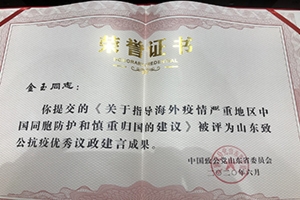 荣誉证书
金玉同志：
你提交的《关于指导海外疫情严重地区中
国同胞防护和慎重归国的建议》被评为山东致
公抗疫优秀议政建言成果。
中国致公党山东省委员会
二〇二〇年六月